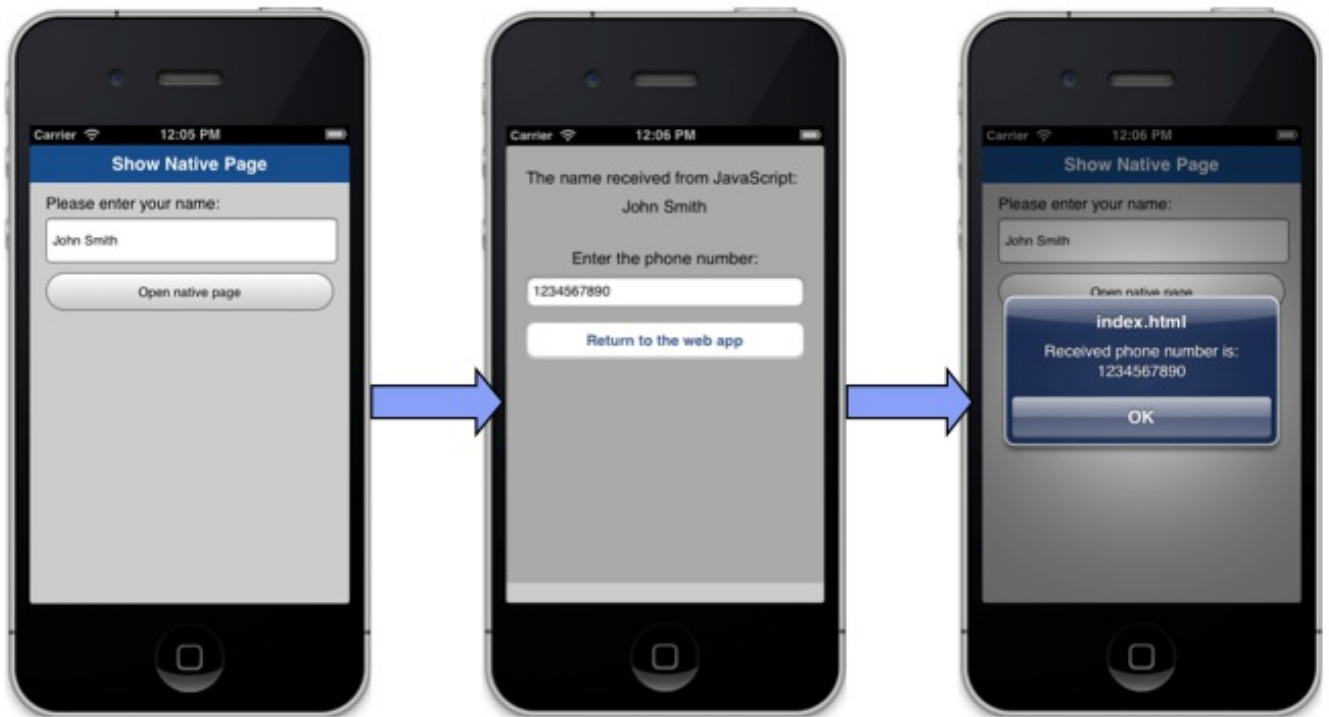 Carrier 12:05 PM
Show Native Page
Please enter your name:
John Smith
Open native page
Carrier 12:06 PM
The name received from JavaScript:
John Smith
Enter the phone number:
1234567890
Return to the web app
Carrier 12:06 PM
Show Native Page
Please enter your name:
John Smith
Open native page
index.html
Received phone number is:
1234567890
OK